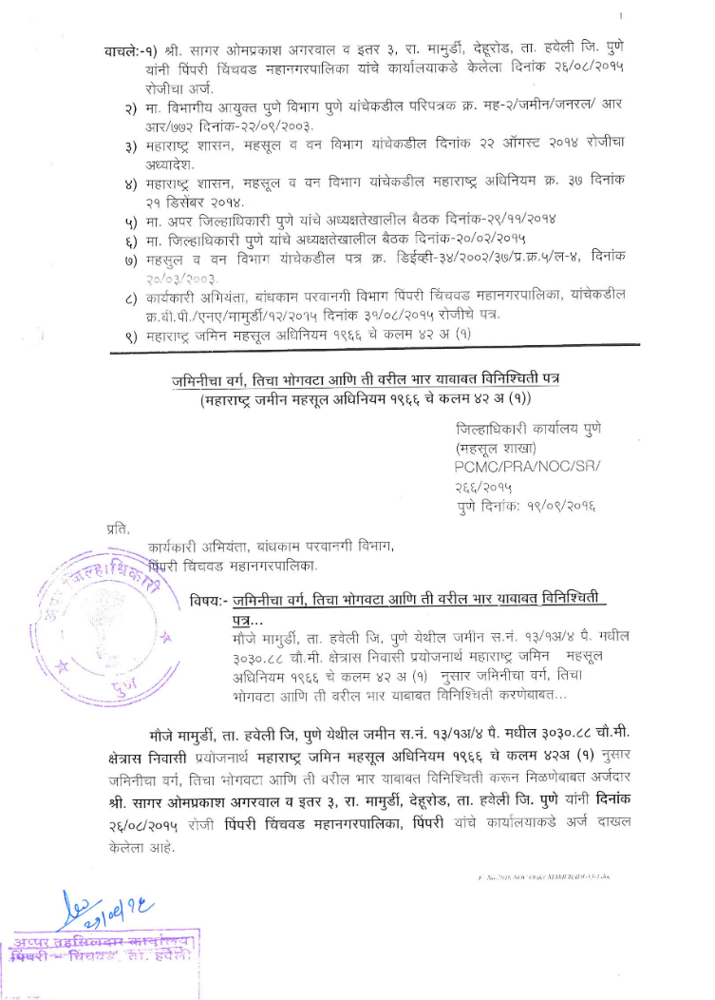 1
वाचले:-१) श्री. सागर ओमप्रकाश अगरवाल व इतर ३, रा. मामुर्डी, देहूरोड, ता. हवेली जि. पुणे
यांनी पिंपरी चिंचवड महानगरपालिका यांचे कार्यालयाकडे केलेला दिनांक २६/०८/२०१५
रोजीचा अर्ज.
२) मा. विभागीय आयुक्त पुणे विभाग पुणे यांचेकडील परिपत्रक क्र. मह-२/जमीन/जनरल/ आर
आर/७७२ दिनांक-२२/०९/२००३.
३) महाराष्ट्र शासन, महसूल व वन विभाग यांचेकडील दिनांक २२ ऑगस्ट २०१४ रोजीचा
अध्यादेश.
४) महाराष्ट्र शासन, महसूल व वन विभाग यांचेकडील महाराष्ट्र अधिनियम क्र. ३७ दिनांक
२१ डिसेंबर २०१४.
५) मा. अपर जिल्हाधिकारी पुणे यांचे अध्यक्षतेखालील बैठक दिनांक-२९/११/२०१४
६) मा. जिल्हाधिकारी पुणे यांचे अध्यक्षतेखालील बैठक दिनांक-२०/०२/२०१५
७) महसुल व वन विभाग यांचेकडील पत्र क्र. डिईव्ही-३४/२००२/३७/प्र.क्र.५/ल-४, दिनांक
२०/०३/२००३.
८) कार्यकारी अभियंता, बांधकाम परवानगी विभाग पिंपरी चिंचवड महानगरपालिका, यांचेकडील
क्र.बी.पी./एनए/मामुर्डी/१२/२०१५ दिनांक ३१/०८/२०१५ रोजीचे पत्र.
९) महाराष्ट्र जमिन महसूल अधिनियम १९६६ चे कलम ४२ अ (१)
जमिनीचा वर्ग, तिचा भोगवटा आणि ती वरील भार याबाबत विनिश्चिती पत्र
(महाराष्ट्र जमीन महसूल अधिनियम १९६६ चे कलम ४२ अ (१))
जिल्हाधिकारी कार्यालय पुणे
(महसूल शाखा)
PCMC/PRA/NOC/SR/
२६६/२०१५
पुणे दिनांक: १९/०९/२०१६
प्रति,
कार्यकारी अभियंता, बांधकाम परवानगी विभाग,
पिंपरी चिंचवड महानगरपालिका.
जिल्हाधिकारी
पुणे
विषय:- जमिनीचा वर्ग, तिचा भोगवटा आणि ती वरील भार याबाबत विनिश्चिती
पत्र...
मौजे मामुर्डी, ता. हवेली जि, पुणे येथील जमीन स.नं. १३/१अ/४ पै. मधील
३०३०.८८ चौ.मी. क्षेत्रास निवासी प्रयोजनार्थ महाराष्ट्र जमिन महसूल
अधिनियम १९६६ चे कलम ४२ अ (१) नुसार जमिनीचा वर्ग, तिचा
भोगवटा आणि ती वरील भार याबाबत विनिश्चिती करणेबाबत...
मौजे मामुर्डी, ता. हवेली जि, पुणे येथील जमीन स.नं. १३/१अ/४ पै. मधील ३०३०.८८ चौ.मी.
क्षेत्रास निवासी प्रयोजनार्थ महाराष्ट्र जमिन महसूल अधिनियम १९६६ चे कलम ४२अ (१) नुसार
जमिनीचा वर्ग, तिचा भोगवटा आणि ती वरील भार याबाबत विनिश्चिती करून मिळणेबाबत अर्जदार
श्री. सागर ओमप्रकाश अगरवाल व इतर ३, रा. मामुर्डी, देहूरोड, ता. हवेली जि. पुणे यांनी दिनांक
२६/०८/२०१५ रोजी पिंपरी चिंचवड महानगरपालिका, पिंपरी यांचे कार्यालयाकडे अर्ज दाखल
केलेला आहे.
अप्पर तहसिलदार कार्यालय
पिंपरी - चिंचवड, ता. हवेली.